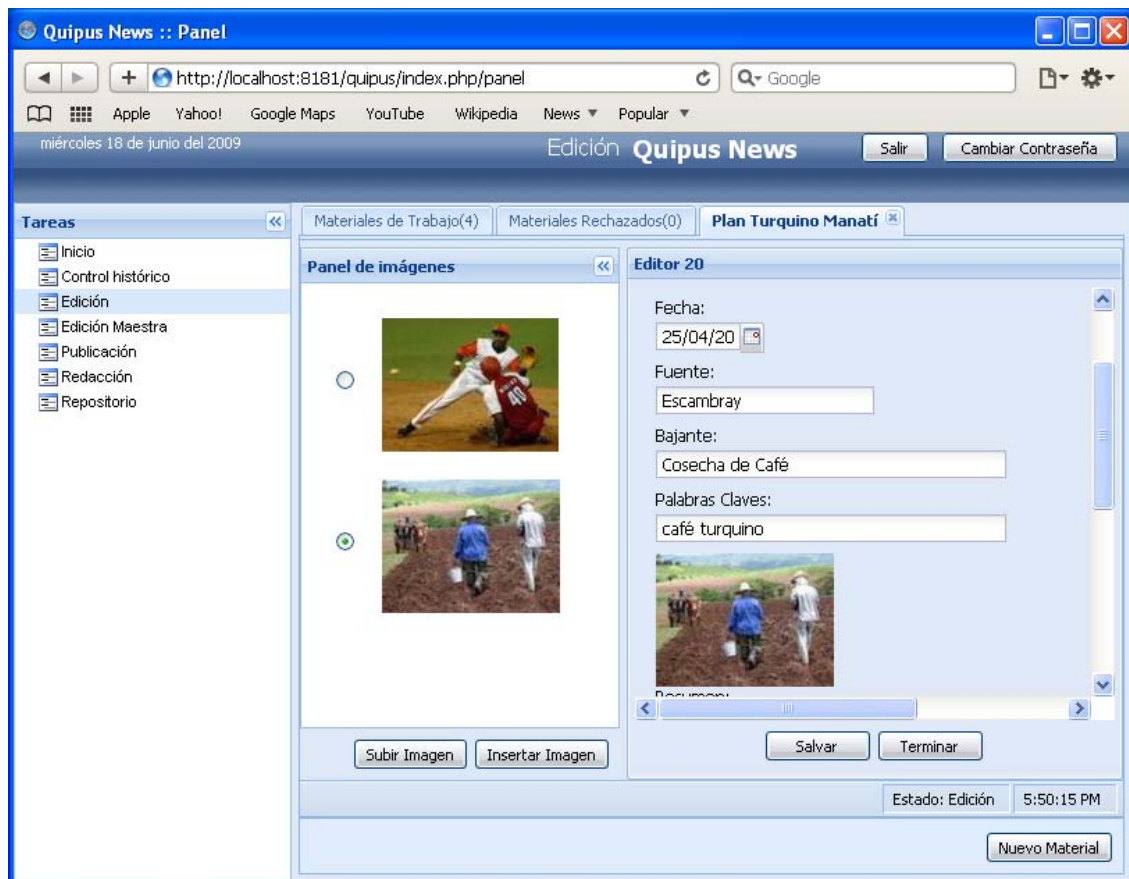 Quipus News :: Panel
http://localhost:8181/quipus/index.php/panel
Google
Apple Yahoo! Google Maps YouTube Wikipedia News Popular
miércoles 18 de junio del 2009
Edición Quipus News
Salir
Cambiar Contraseña
Tareas
Inicio
Control histórico
Edición
Edición Maestra
Publicación
Redacción
Repositorio
Materiales de Trabajo(4)
Materiales Rechazados(0)
Plan Turquino Manatí
Panel de imágenes
40
Subir Imagen
Insertar Imagen
Editor 20
Fecha:
25/04/20
Fuente:
Escambray
Bajante:
Cosecha de Café
Palabras Claves:
café turquino
Salvar
Terminar
Estado: Edición
5:50:15 PM
Nuevo Material